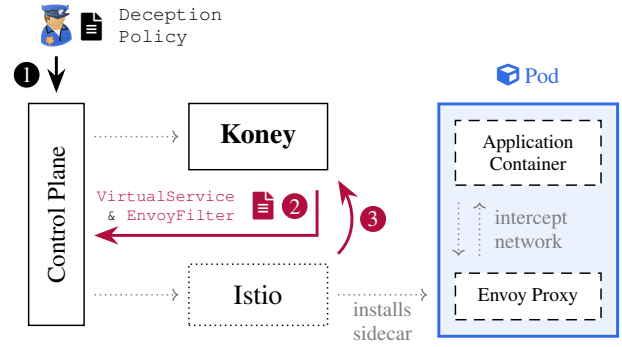 Deception
Policy
1
Pod
Control Plane
Koney
Application
Container
VirtualService
& EnvoyFilter
2
3
intercept
network
Istio
installs
sidecar
Envoy Proxy